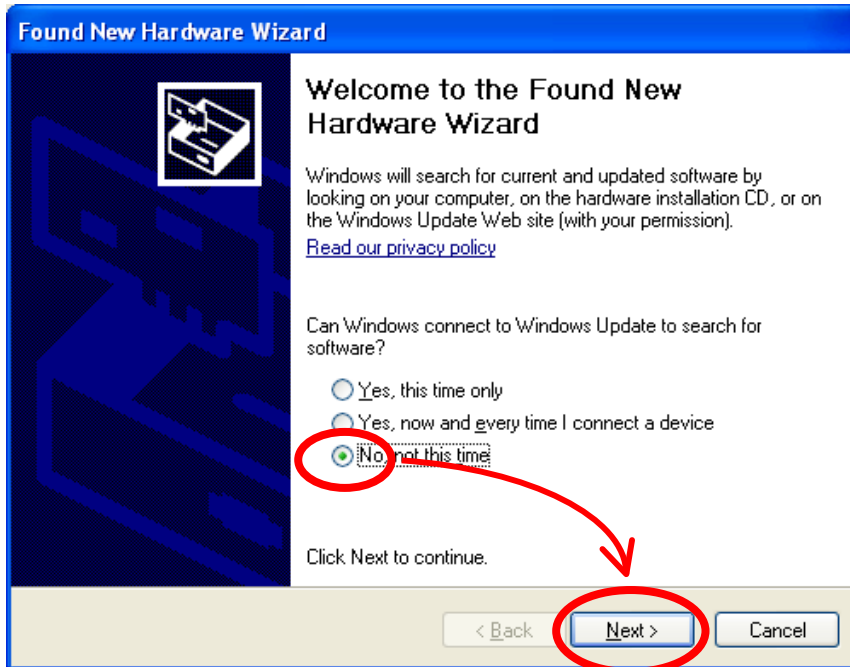 Found New Hardware Wizard
Welcome to the Found New
Hardware Wizard
Windows will search for current and updated software by
looking on your computer, on the hardware installation CD, or on
the Windows Update Web site (with your permission).
Read our privacy policy
Can Windows connect to Windows Update to search for
software?
Yes, this time only
Yes, now and every time I connect a device
No, not this time
Click Next to continue.
< Back Next > Cancel